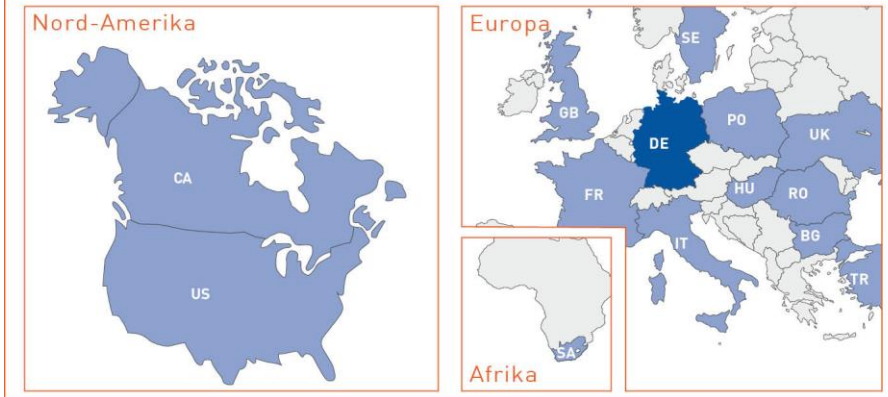 Nord-Amerika
CA
US
Europa
SE
GB
PO
DE
UK
FR
HU
RO
BG
IT
TR
SA
Afrika